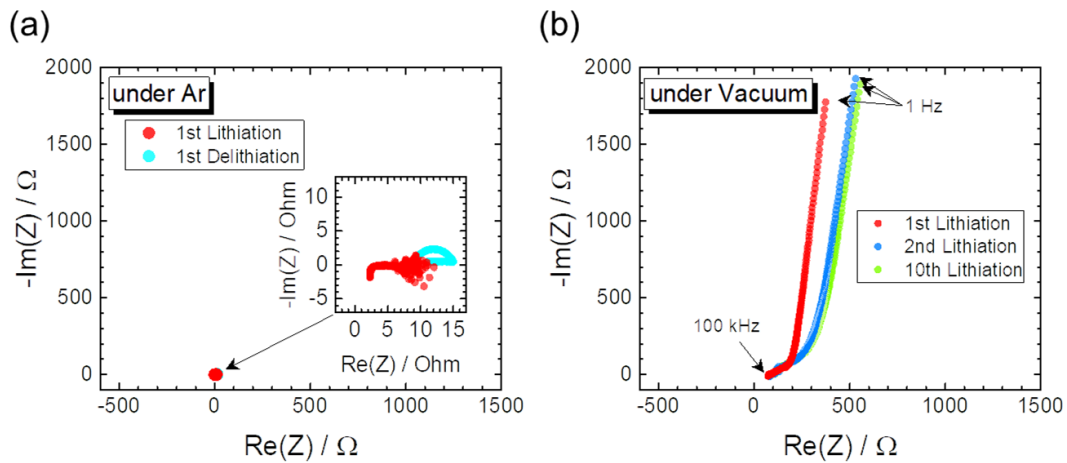 (a)
under Ar
1st Lithiation
1st Delithiation
-Im(Z) / Ω
2000
1500
1000
500
0
-500 0 500 1000 1500
Re(Z) / Ω
-Im(Z) / Ohm
10
5
0
-5
0 5 10 15
Re(Z) / Ohm
(b)
under Vacuum
1 Hz
1st Lithiation
2nd Lithiation
10th Lithiation
100 kHz
-Im(Z) / Ω
2000
1500
1000
500
0
-500 0 500 1000 1500
Re(Z) / Ω